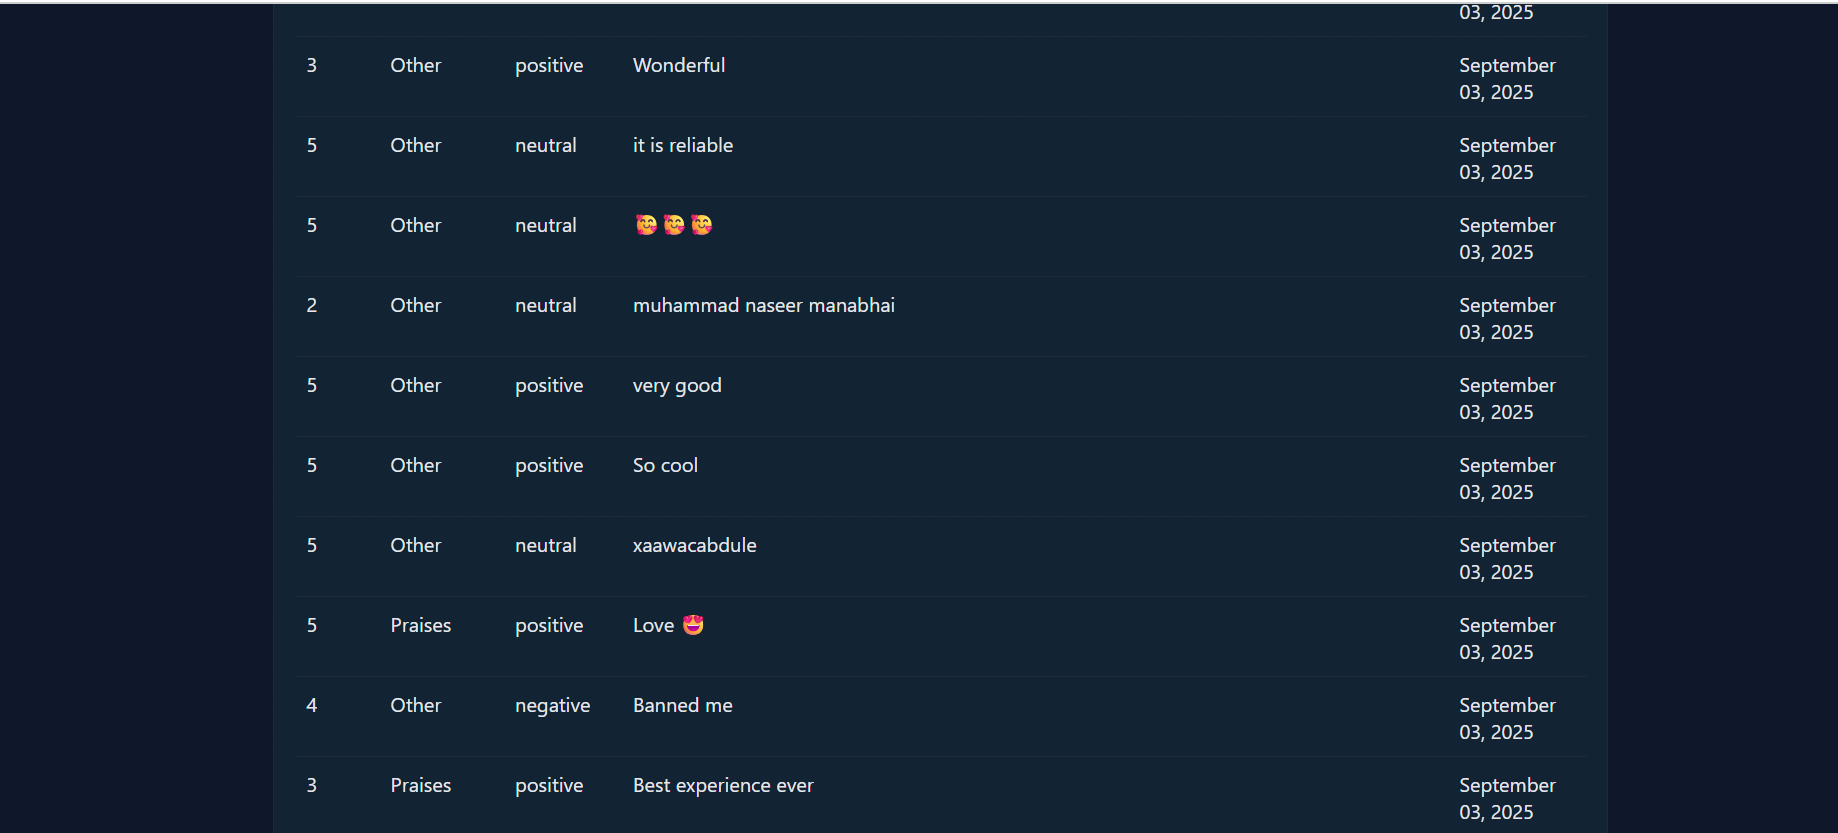 03, 2025
3 Other positive Wonderful September
03, 2025
5 Other neutral it is reliable September
03, 2025
5 Other neutral 🥰🥰🥰 September
03, 2025
2 Other neutral muhammad naseer manabhai September
03, 2025
5 Other positive very good September
03, 2025
5 Other positive So cool September
03, 2025
5 Other neutral xaawacabdule September
03, 2025
5 Praises positive Love 😍 September
03, 2025
4 Other negative Banned me September
03, 2025
3 Praises positive Best experience ever September
03, 2025